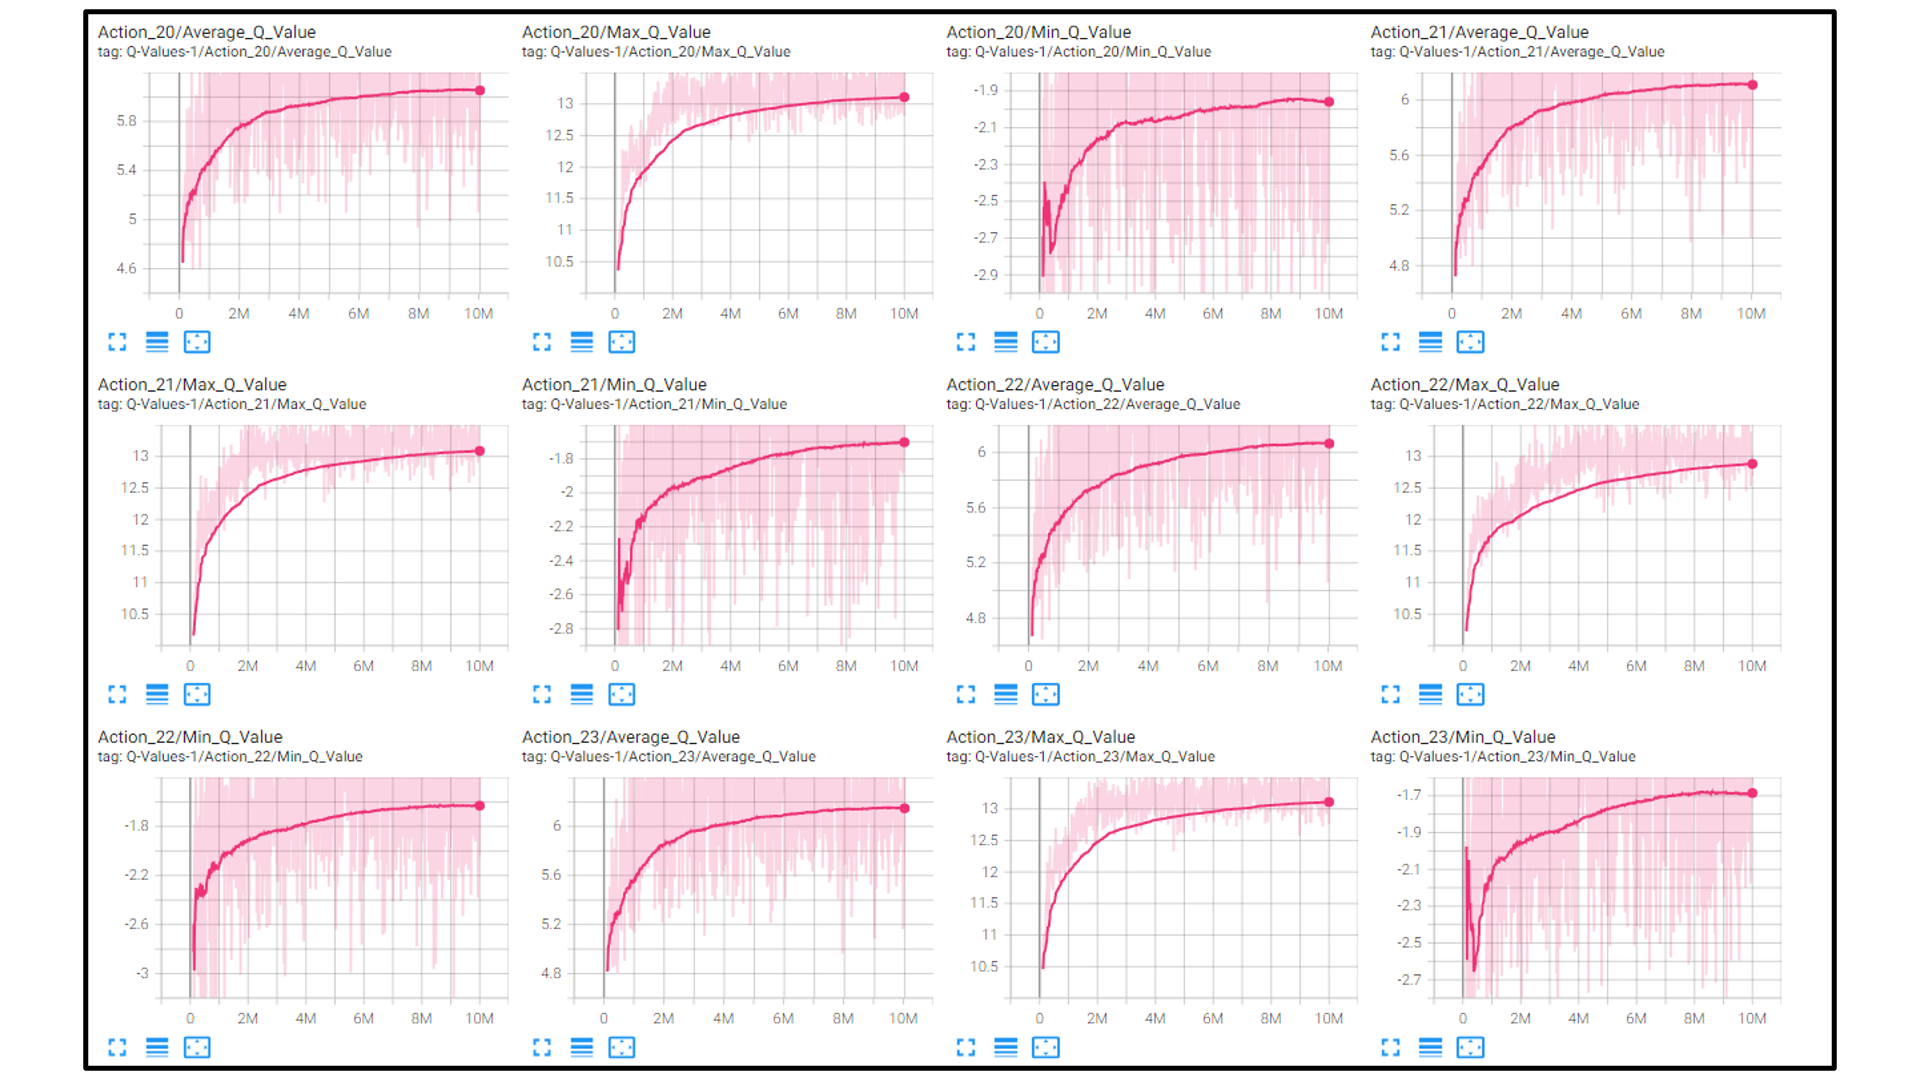 Action_20/Average_Q_Value
tag: Q-Values-1/Action_20/Average_Q_Value
5.8
5.4
5
4.6
0 2M 4M 6M 8M 10M
Action_20/Max_Q_Value
tag: Q-Values-1/Action_20/Max_Q_Value
13
12.5
12
11.5
11
10.5
0 2M 4M 6M 8M 10M
Action_20/Min_Q_Value
tag: Q-Values-1/Action_20/Min_Q_Value
-1.9
-2.1
-2.3
-2.5
-2.7
-2.9
0 2M 4M 6M 8M 10M
Action_21/Average_Q_Value
tag: Q-Values-1/Action_21/Average_Q_Value
6
5.6
5.2
4.8
0 2M 4M 6M 8M 10M
Action_21/Max_Q_Value
tag: Q-Values-1/Action_21/Max_Q_Value
13
12.5
12
11.5
11
10.5
0 2M 4M 6M 8M 10M
Action_21/Min_Q_Value
tag: Q-Values-1/Action_21/Min_Q_Value
-1.8
-2
-2.2
-2.4
-2.6
-2.8
0 2M 4M 6M 8M 10M
Action_22/Average_Q_Value
tag: Q-Values-1/Action_22/Average_Q_Value
6
5.6
5.2
4.8
0 2M 4M 6M 8M 10M
Action_22/Max_Q_Value
tag: Q-Values-1/Action_22/Max_Q_Value
13
12.5
12
11.5
11
10.5
0 2M 4M 6M 8M 10M
Action_22/Min_Q_Value
tag: Q-Values-1/Action_22/Min_Q_Value
-1.8
-2.2
-2.6
-3
0 2M 4M 6M 8M 10M
Action_23/Average_Q_Value
tag: Q-Values-1/Action_23/Average_Q_Value
6
5.6
5.2
4.8
0 2M 4M 6M 8M 10M
Action_23/Max_Q_Value
tag: Q-Values-1/Action_23/Max_Q_Value
13
12.5
12
11.5
11
10.5
0 2M 4M 6M 8M 10M
Action_23/Min_Q_Value
tag: Q-Values-1/Action_23/Min_Q_Value
-1.7
-1.9
-2.1
-2.3
-2.5
-2.7
0 2M 4M 6M 8M 10M